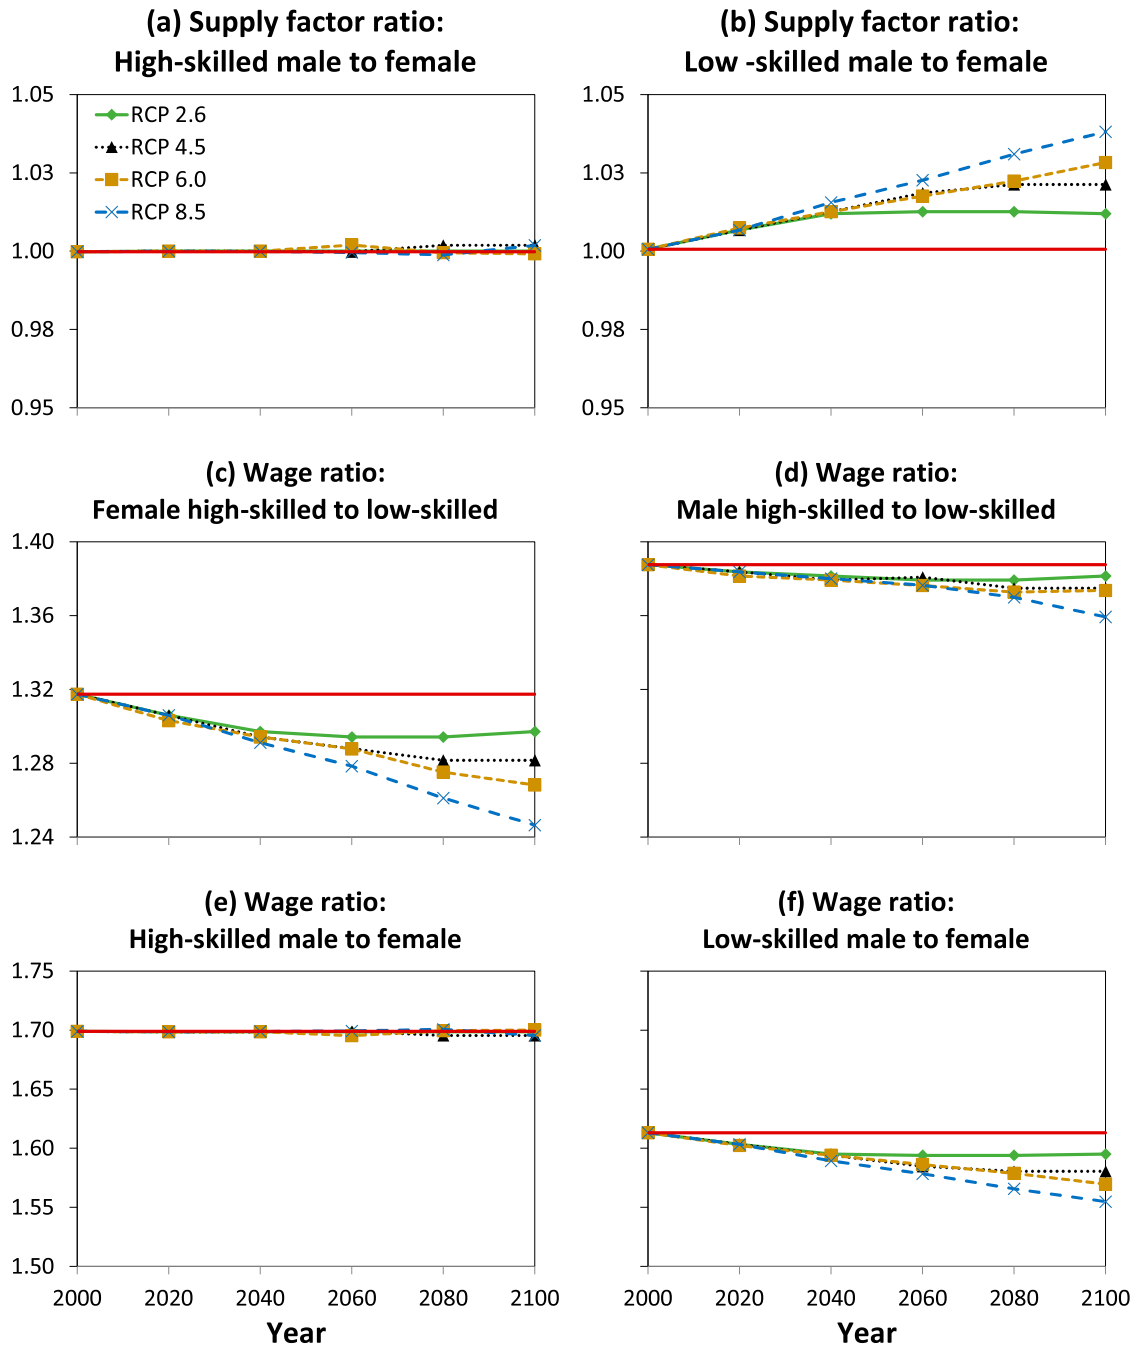 (a) Supply factor ratio:
High-skilled male to female
1.05
1.03
1.00
0.98
0.95
RCP 2.6
RCP 4.5
RCP 6.0
RCP 8.5
(b) Supply factor ratio:
Low -skilled male to female
1.05
1.03
1.00
0.98
0.95
(c) Wage ratio:
Female high-skilled to low-skilled
1.40
1.36
1.32
1.28
1.24
(d) Wage ratio:
Male high-skilled to low-skilled
(e) Wage ratio:
High-skilled male to female
1.75
1.70
1.65
1.60
1.55
1.50
2000 2020 2040 2060 2080 2100
Year
(f) Wage ratio:
Low-skilled male to female
2000 2020 2040 2060 2080 2100
Year